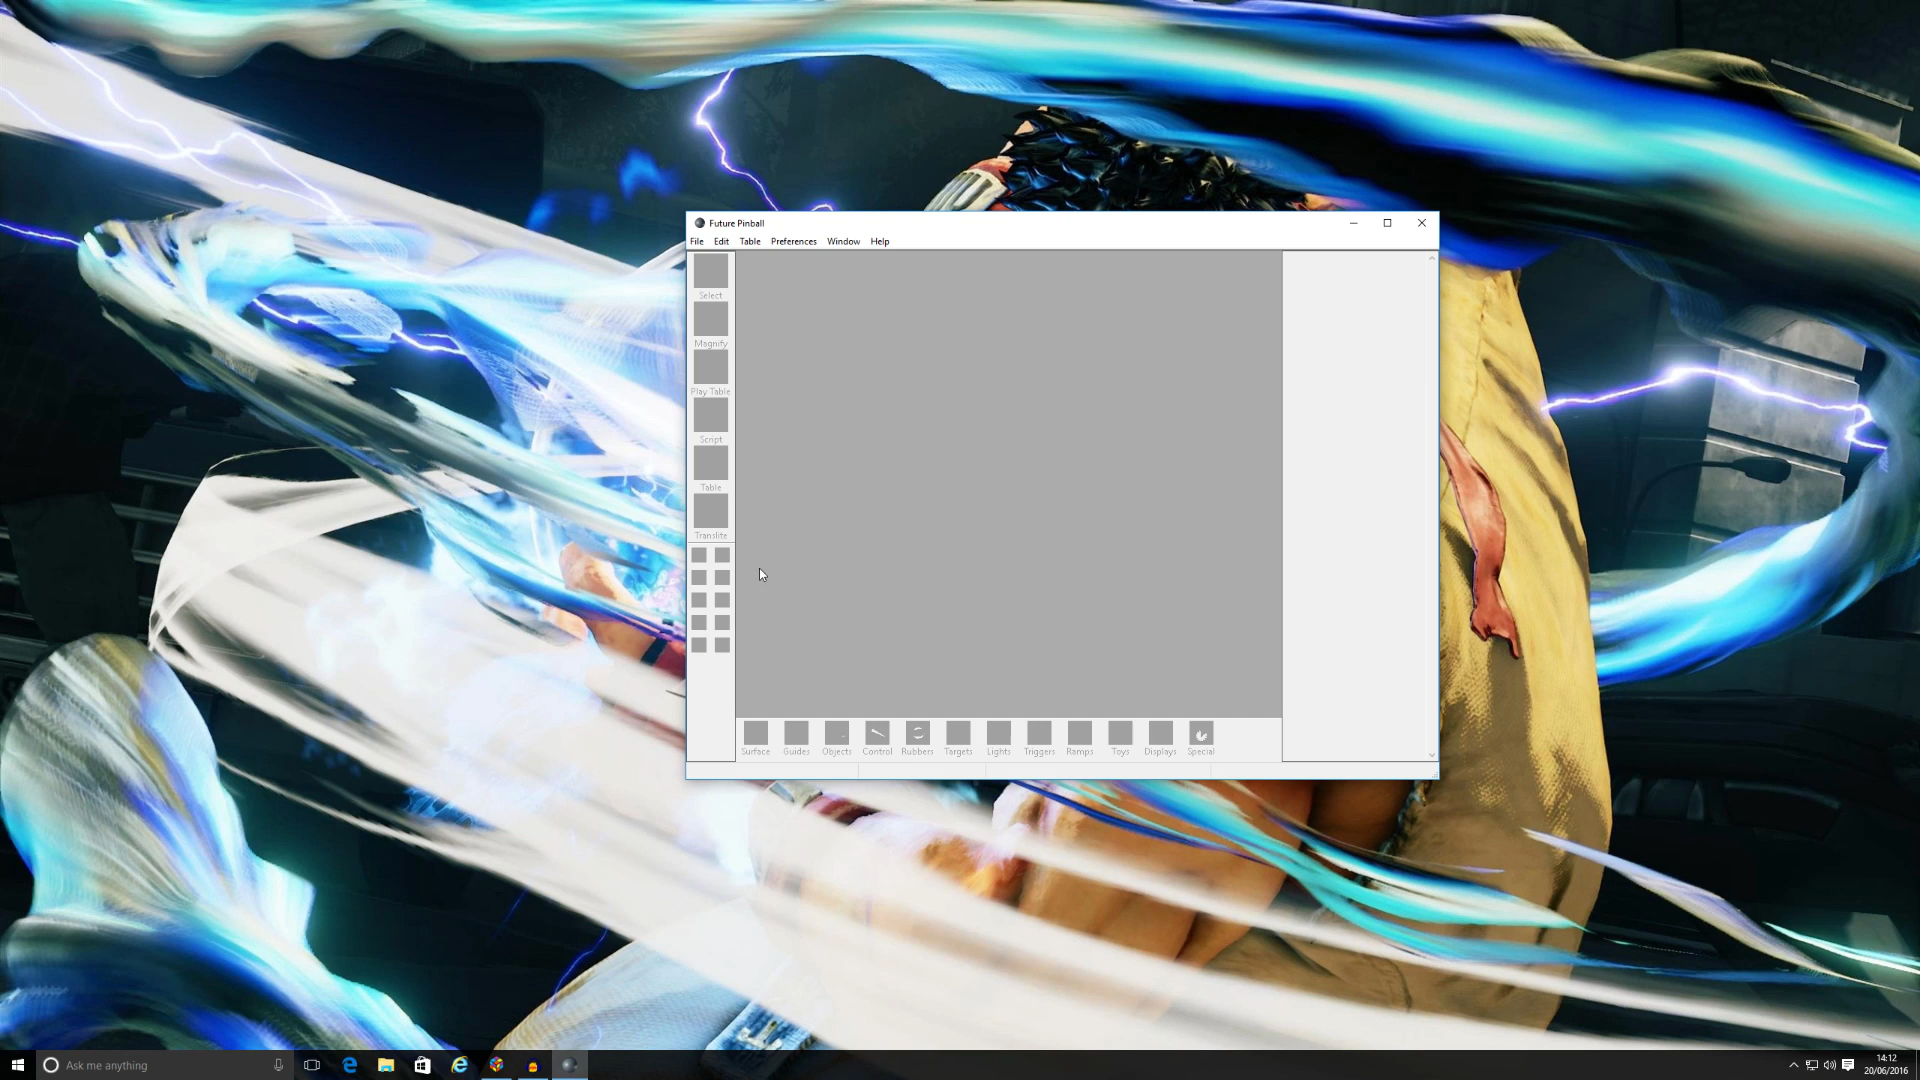 Future Pinball
File Edit Table Preferences Window Help
Select
Magnify
Play Table
Script
Table
Translite
Surface Guides Objects Control Rubbers Targets Lights Triggers Ramps Toys Displays Special
Ask me anything
14:12
20/06/2016